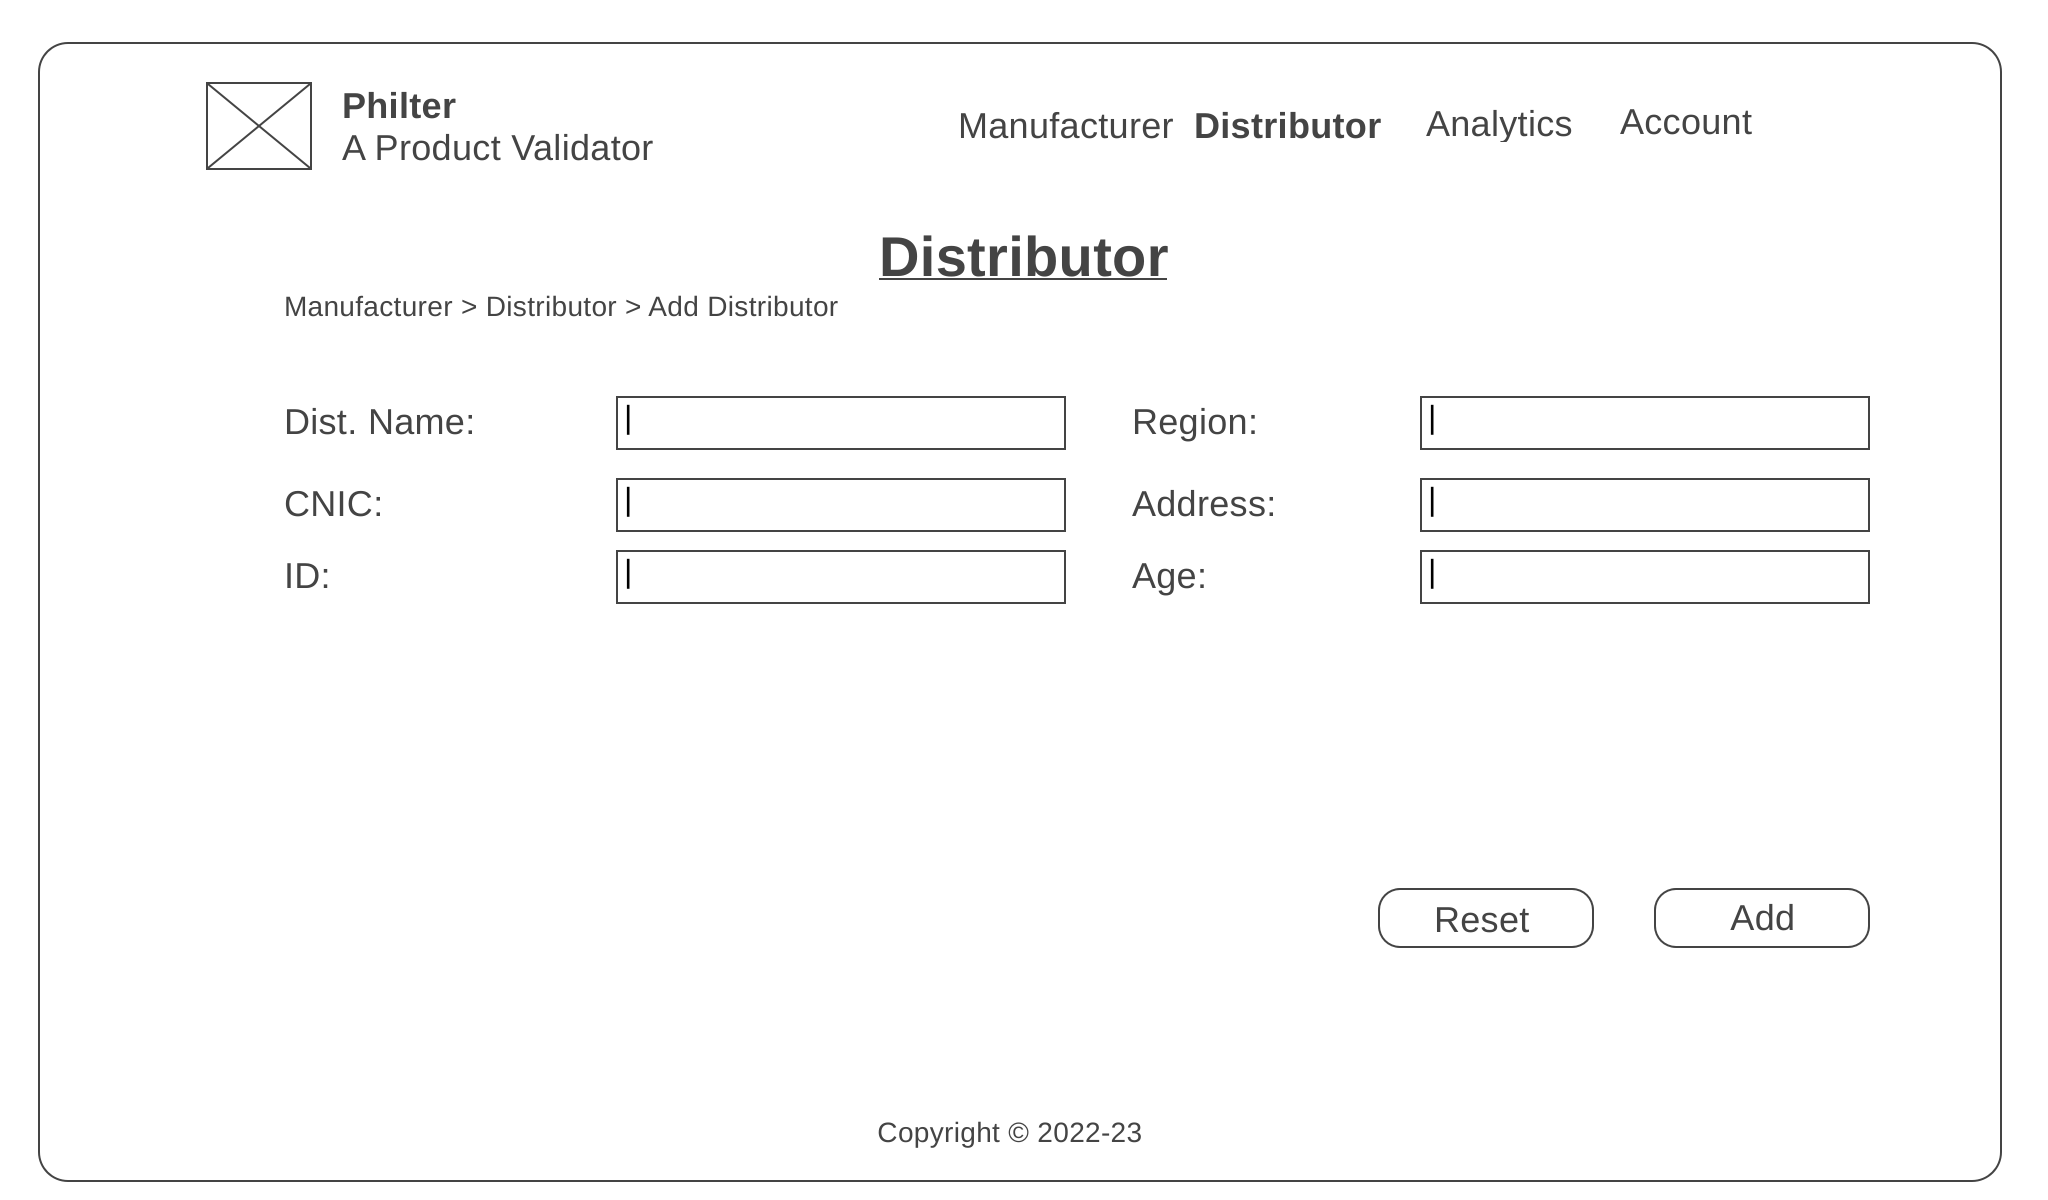 Philter
A Product Validator
Manufacturer Distributor Analytics Account
Distributor
Manufacturer > Distributor > Add Distributor
Dist. Name: Region:
CNIC: Address:
ID: Age:
Reset Add
Copyright © 2022-23